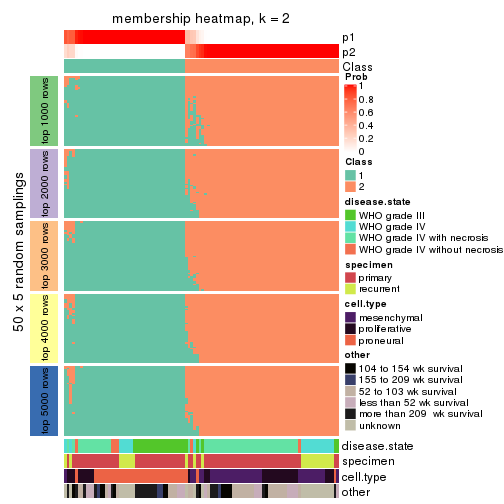 membership heatmap, k = 2
p1
p2
Class
50 x 5 random samplings
top 1000 rows
top 2000 rows
top 3000 rows
top 4000 rows
top 5000 rows
disease.state
specimen
cell.type
other
Prob
1
0.8
0.6
0.4
0.2
0
Class
1
2
disease.state
WHO grade III
WHO grade IV
WHO grade IV with necrosis
WHO grade IV without necrosis
specimen
primary
recurrent
cell.type
mesenchymal
proliferative
proneural
other
104 to 154 wk survival
155 to 209 wk survival
52 to 103 wk survival
less than 52 wk survival
more than 209 wk survival
unknown